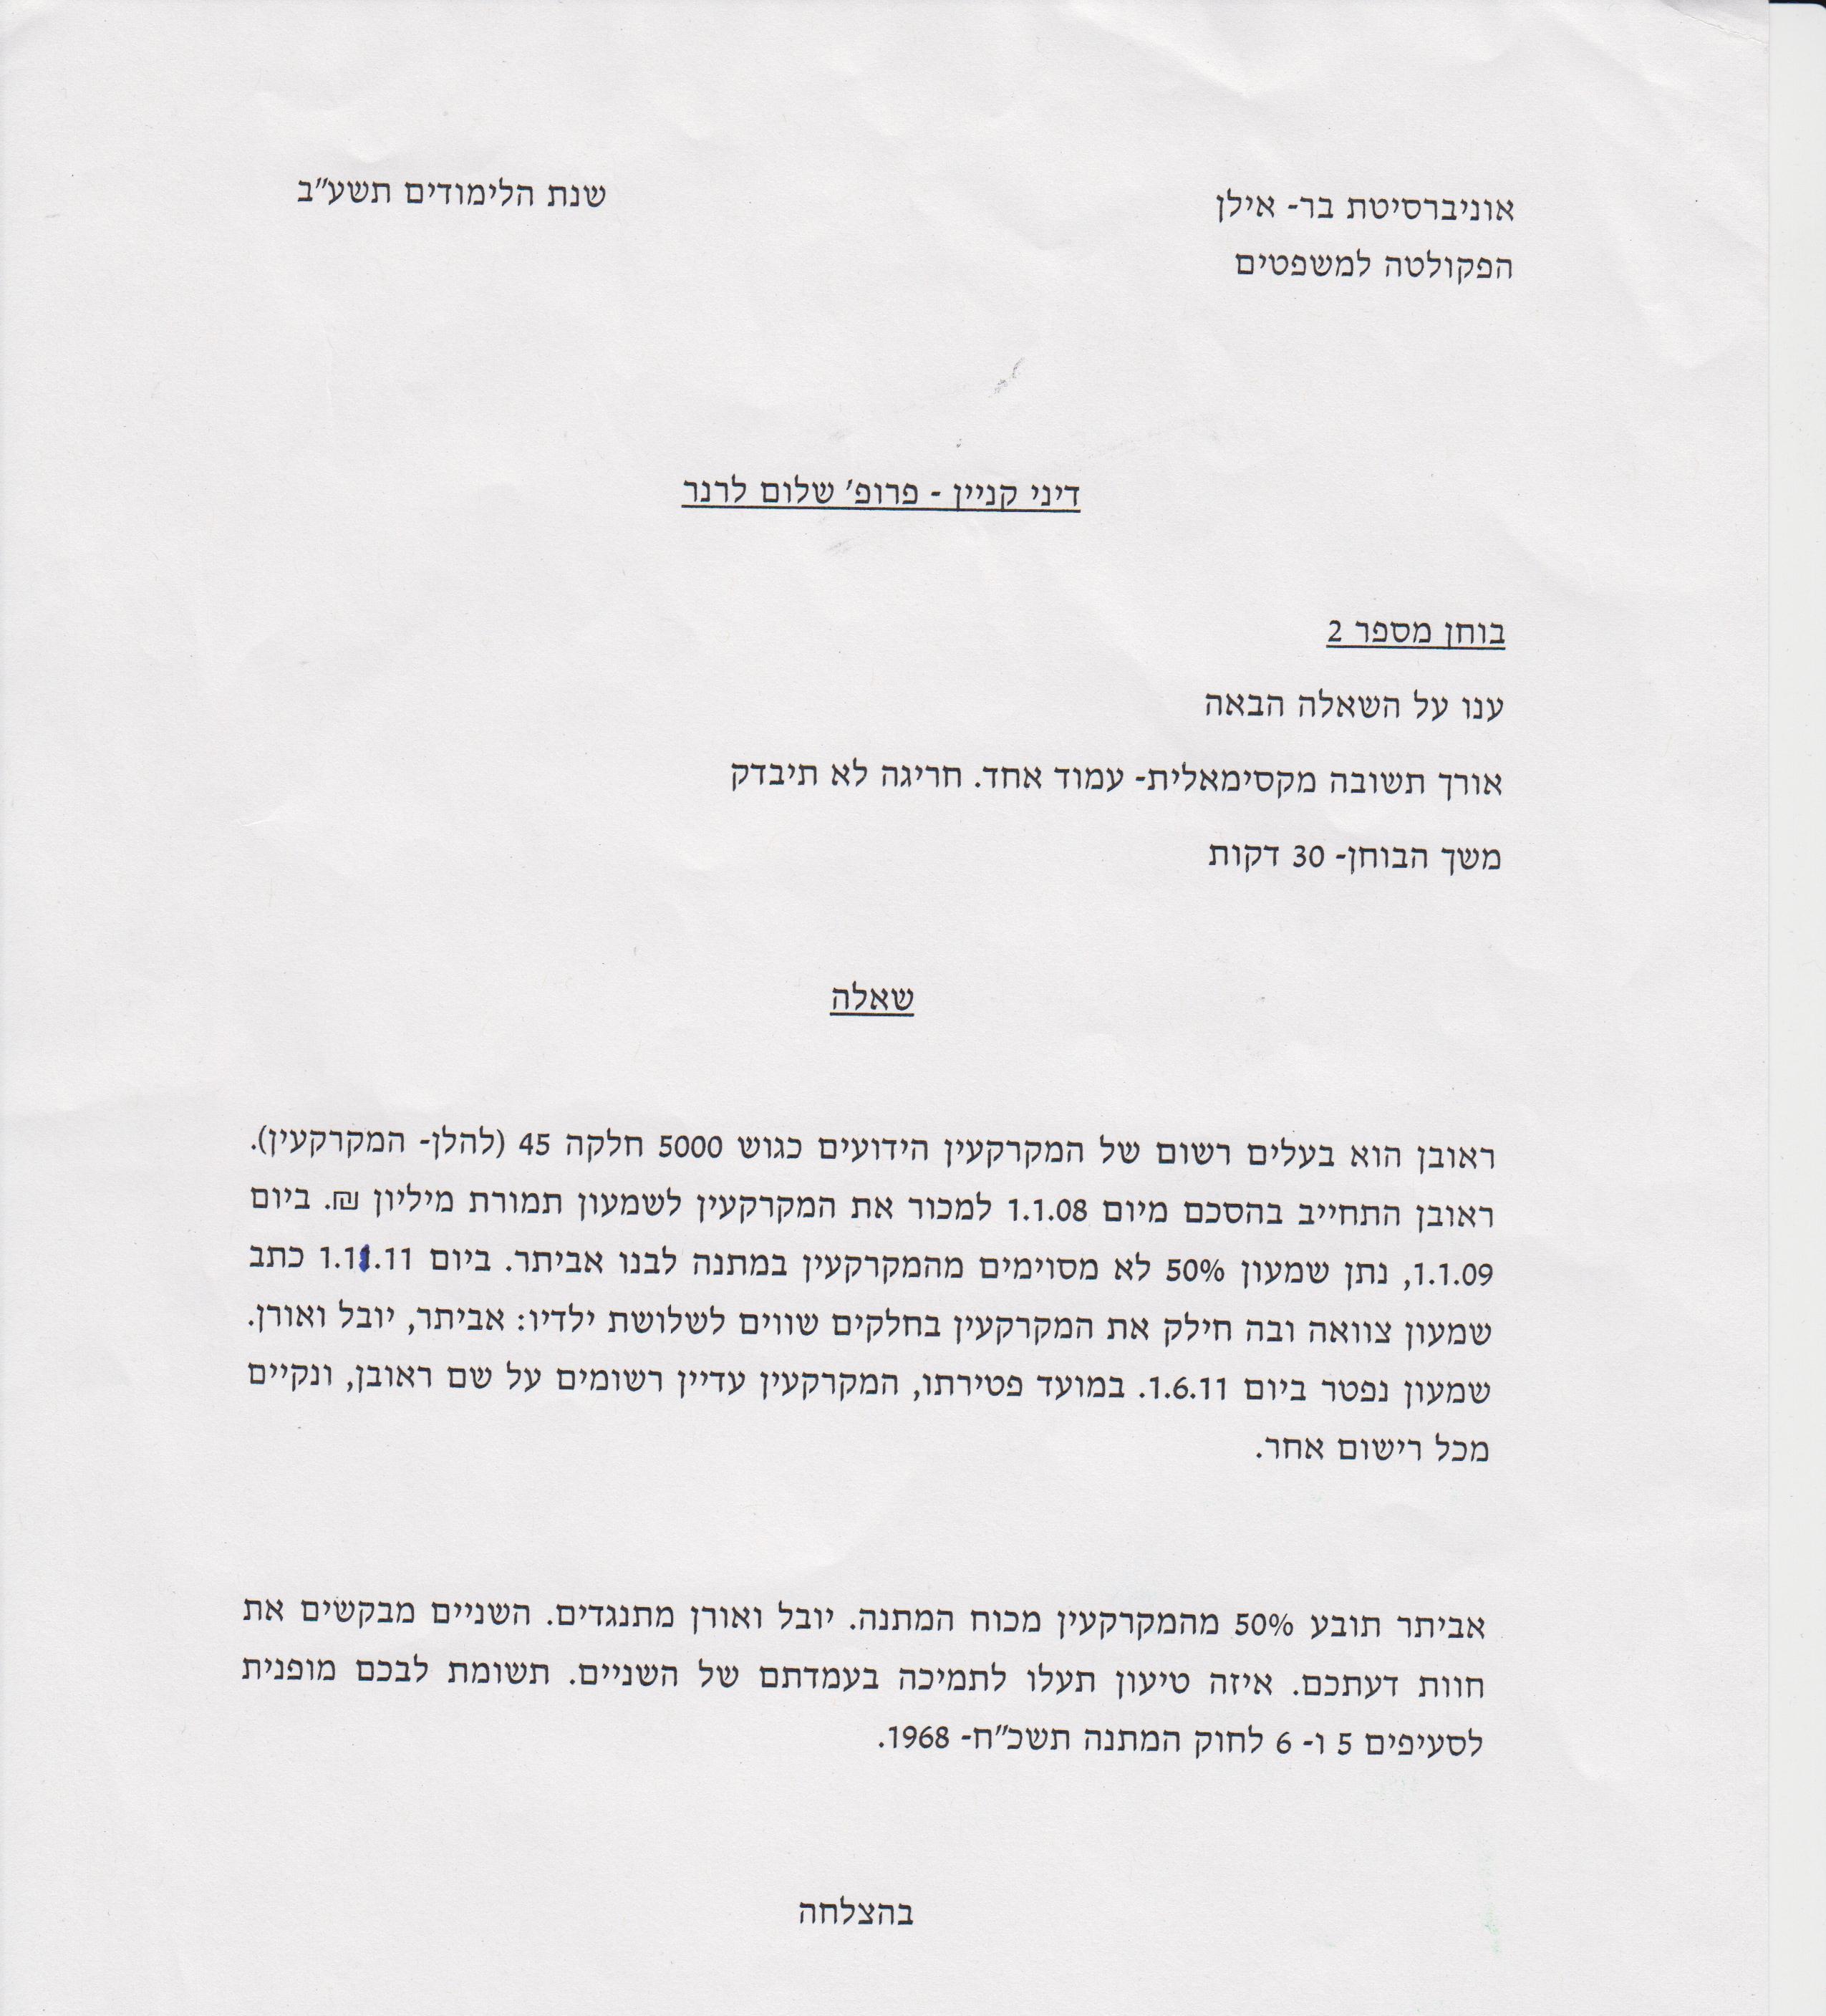 אוניברסיטת בר- אילן
שנת הלימודים תשע"ב
הפקולטה למשפטים
דיני קניין - פרופ' שלום לרנר
בוחן מספר 2
ענו על השאלה הבאה
אורך תשובה מקסימאלית- עמוד אחד. חריגה לא תיבדק
משך הבוחן- 30 דקות
שאלה
ראובן הוא בעלים רשום של המקרקעין הידועים כגוש 5000 חלקה 45 (להלן- המקרקעין).
ראובן התחייב בהסכם מיום 1.1.08 למכור את המקרקעין לשמעון תמורת מיליון ₪. ביום
1.1.09, נתן שמעון 50% לא מסוימים מהמקרקעין במתנה לבנו אביתר. ביום 1.1.11 כתב
שמעון צוואה ובה חילק את המקרקעין בחלקים שווים לשלושת ילדיו: אביתר, יובל ואורן.
שמעון נפטר ביום 1.6.11. במועד פטירתו, המקרקעין עדיין רשומים על שם ראובן, ונקיים
מכל רישום אחר.
אביתר תובע 50% מהמקרקעין מכוח המתנה. יובל ואורן מתנגדים. השניים מבקשים את
חוות דעתכם. איזה טיעון תעלו לתמיכה בעמדתם של השניים. תשומת לבכם מופנית
לסעיפים 5 ו- 6 לחוק המתנה תשכ"ח- 1968.
בהצלחה